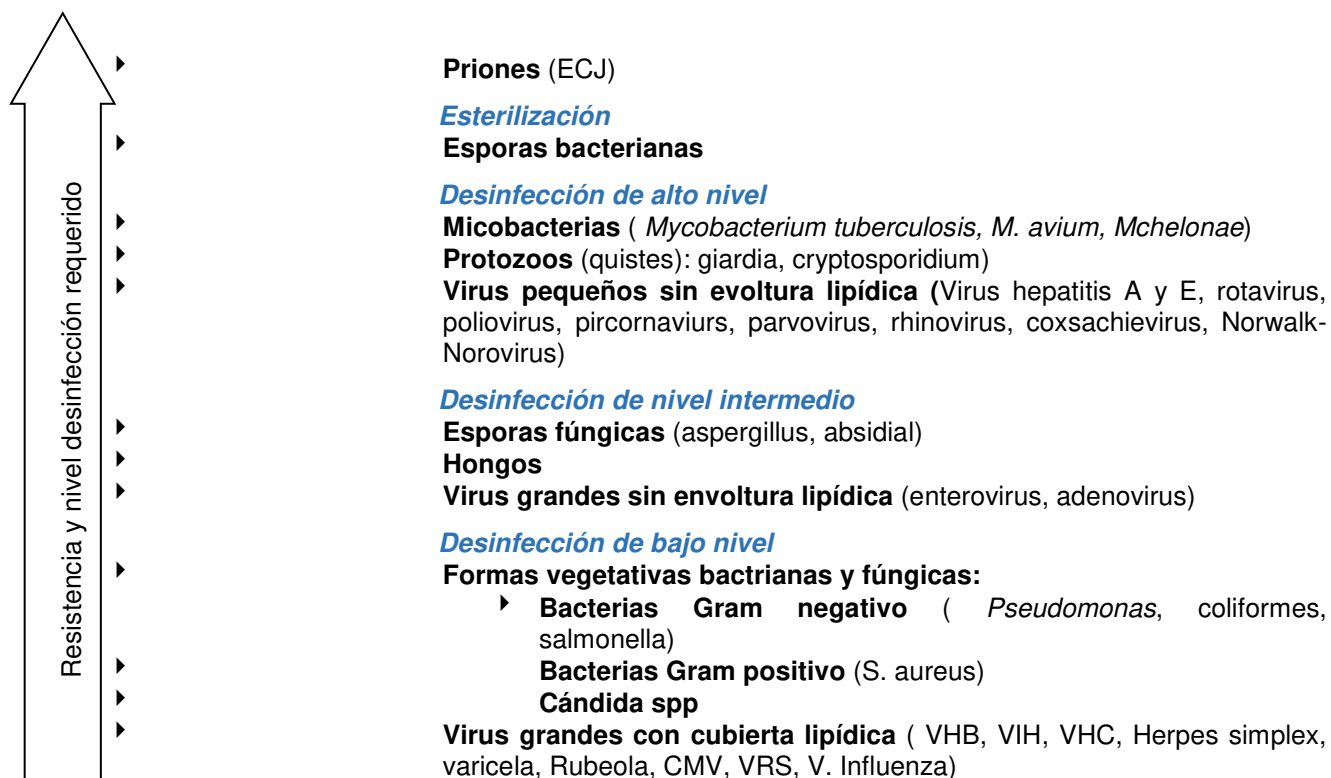 Resistencia y nivel desinfección requerido
Priones (ECJ)
Esterilización
Esporas bacterianas
Desinfección de alto nivel
Micobacterias ( Mycobacterium tuberculosis, M. avium, Mchelonae)
Protozoos (quistes): giardia, cryptosporidium)
Virus pequeños sin evoltura lipídica (Virus hepatitis A y E, rotavirus,
poliovirus, pircornaviurs, parvovirus, rhinovirus, coxsachievirus, Norwalk-
Norovirus)
Desinfección de nivel intermedio
Esporas fúngicas (aspergillus, absidial)
Hongos
Virus grandes sin envoltura lipídica (enterovirus, adenovirus)
Desinfección de bajo nivel
Formas vegetativas bactrianas y fúngicas:
Bacterias Gram negativo ( Pseudomonas, coliformes,
salmonella)
Bacterias Gram positivo (S. aureus)
Cándida spp
Virus grandes con cubierta lipídica ( VHB, VIH, VHC, Herpes simplex,
varicela, Rubeola, CMV, VRS, V. Influenza)